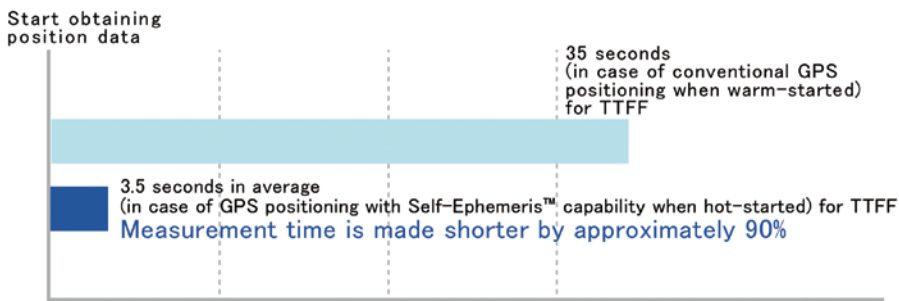 Start obtaining
position data
35 seconds
(in case of conventional GPS
positioning when warm-started)
for TTFF
3.5 seconds in average
(in case of GPS positioning with Self-Ephemeris™ capability when hot-started) for TTFF
Measurement time is made shorter by approximately 90%